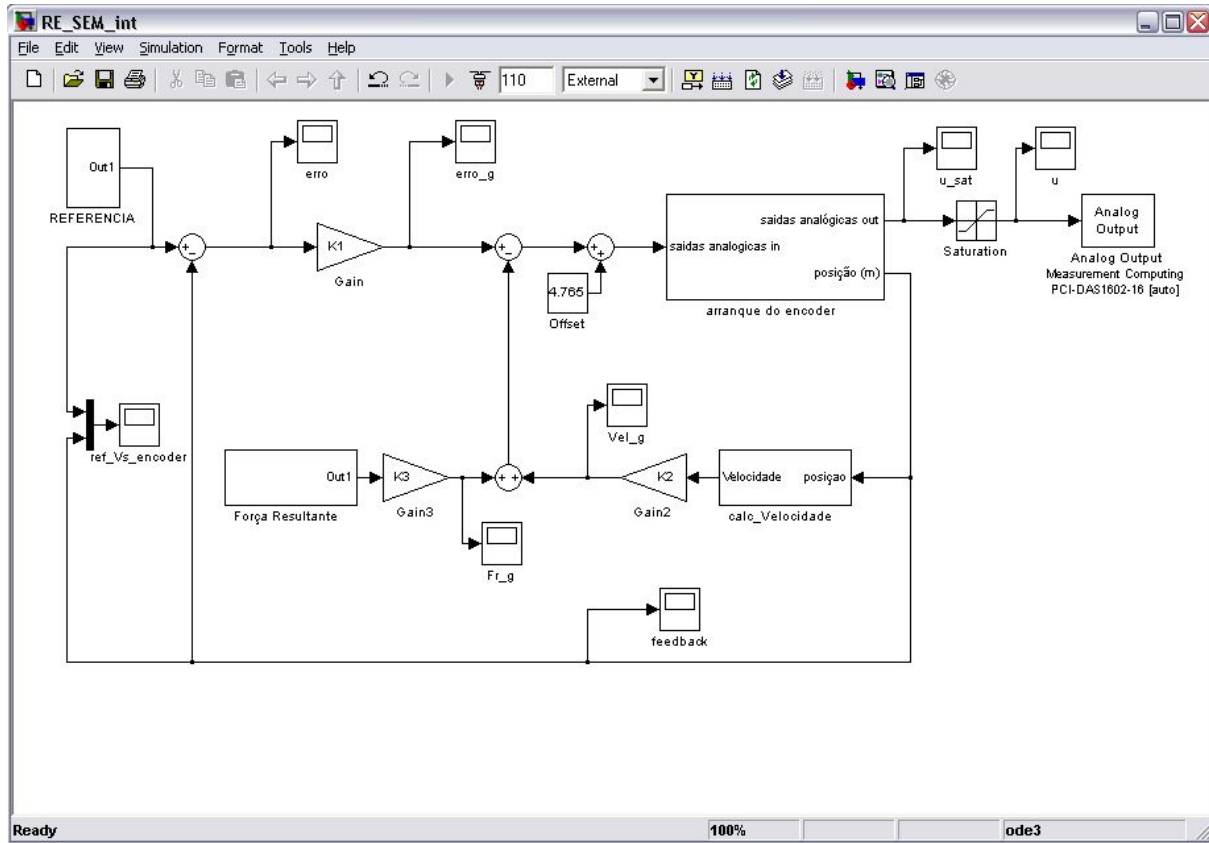 RE_SEM_int
File Edit View Simulation Format Tools Help
110 External
Out1
REFERENCIA
erro
erro_g
K1
Gain
4.765
Offset
saidas analogicas in
saidas analógicas out
posição (m)
arranque do encoder
u_sat
u
Saturation
Analog
Output
Analog Output
Measurement Computing
PCI-DAS1602-16 [auto]
ref_Vs_encoder
Out1
Força Resultante
K3
Gain3
Fr_g
Vel_g
K2
Gain2
Velocidade posiçao
calc_Velocidade
feedback
Ready 100% ode3